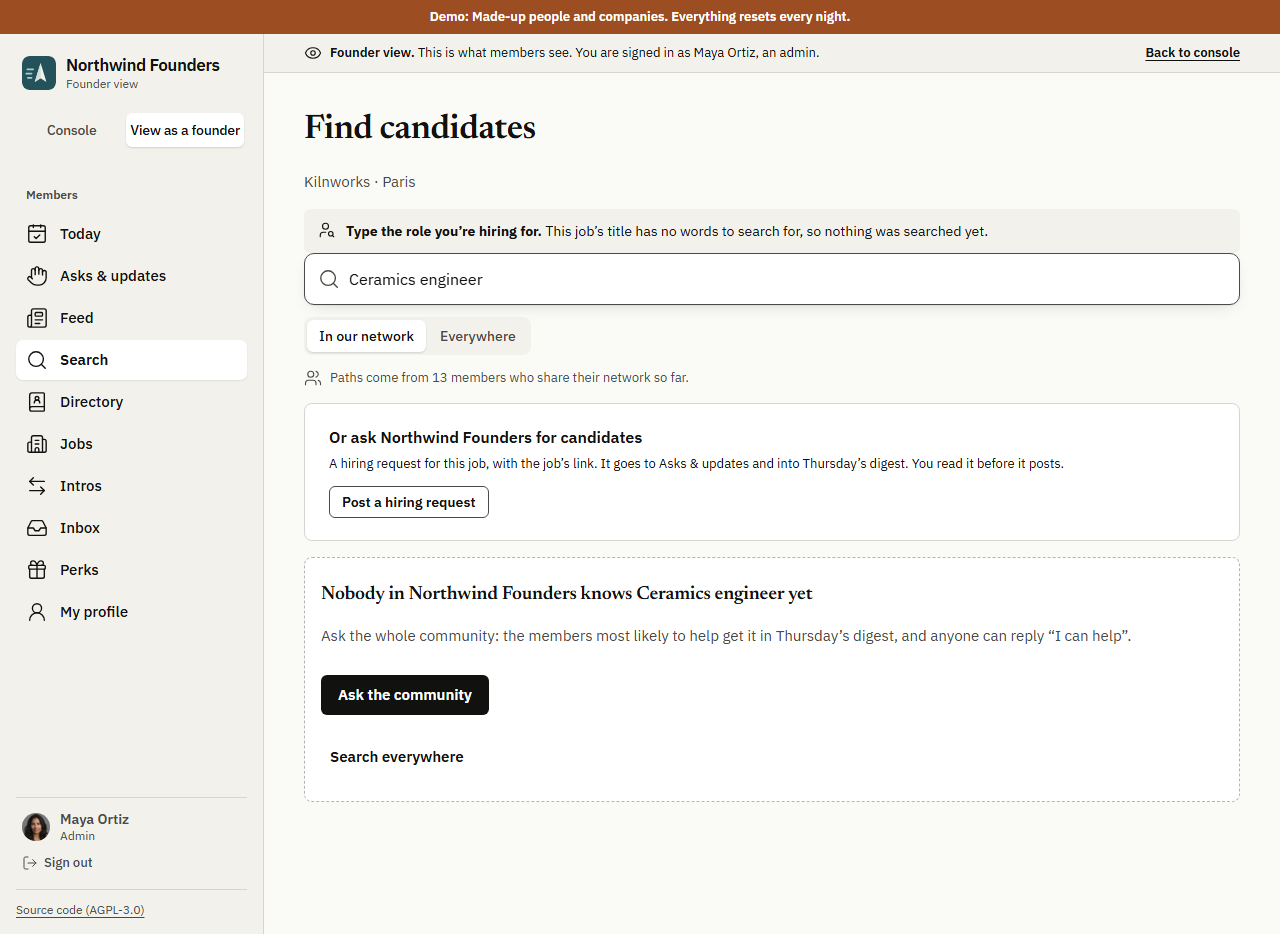 Demo: Made-up people and companies. Everything resets every night.
Northwind Founders
Founder view
Console
View as a founder
Members
Today
Asks & updates
Feed
Search
Directory
Jobs
Intros
Inbox
Perks
My profile
Maya Ortiz
Admin
Sign out
Source code (AGPL-3.0)
Founder view. This is what members see. You are signed in as Maya Ortiz, an admin.
Back to console
Find candidates
Kilnworks · Paris
Type the role you’re hiring for. This job’s title has no words to search for, so nothing was searched yet.
Ceramics engineer
In our network
Everywhere
Paths come from 13 members who share their network so far.
Or ask Northwind Founders for candidates
A hiring request for this job, with the job’s link. It goes to Asks & updates and into Thursday’s digest. You read it before it posts.
Post a hiring request
Nobody in Northwind Founders knows Ceramics engineer yet
Ask the whole community: the members most likely to help get it in Thursday’s digest, and anyone can reply “I can help”.
Ask the community
Search everywhere